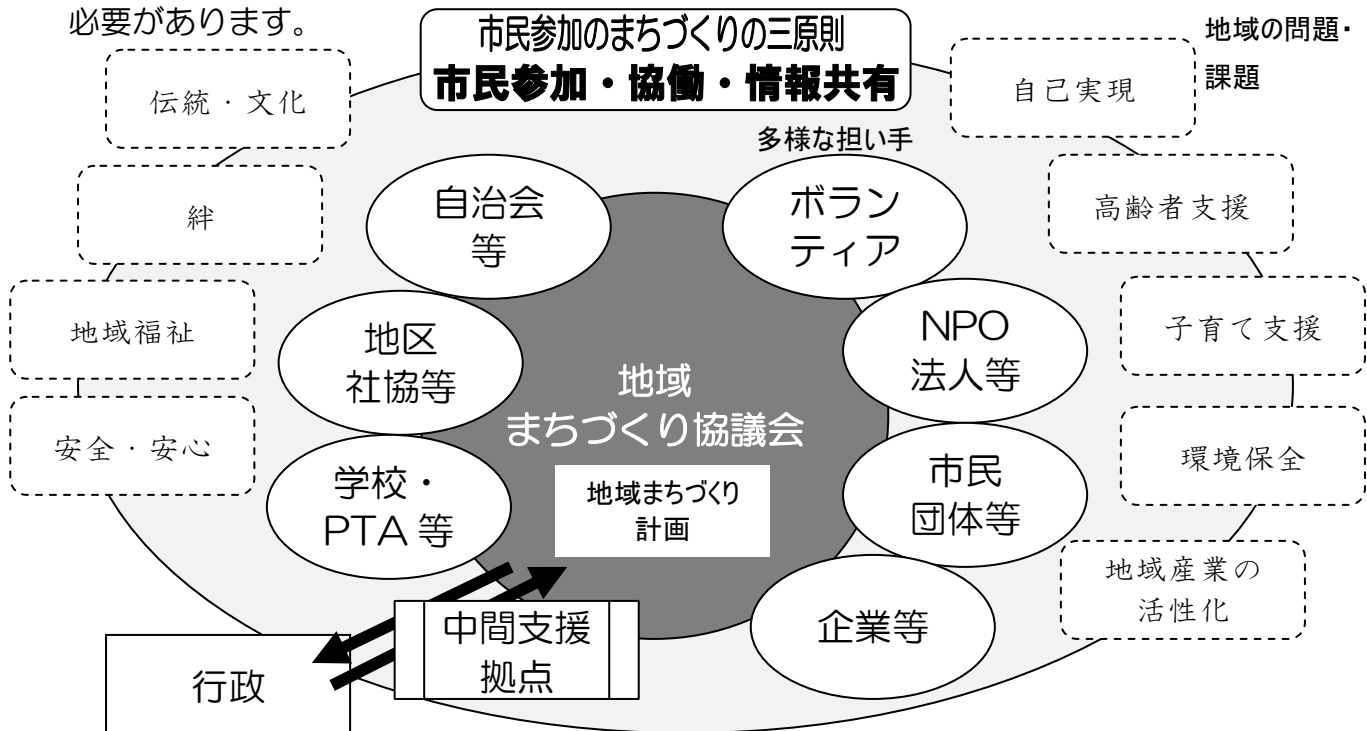 必要があります。
市民参加のまちづくりの三原則
市民参加・協働・情報共有
地域の問題・
課題
伝統・文化
自己実現
多様な担い手
絆
自治会
等
ボラン
ティア
高齢者支援
地域福祉
地区
社協等
NPO
法人等
子育て支援
地域
まちづくり協議会
安全・安心
学校・
PTA 等
地域まちづくり
計画
市民
団体等
環境保全
地域産業の
活性化
中間支援
拠点
企業等
行政